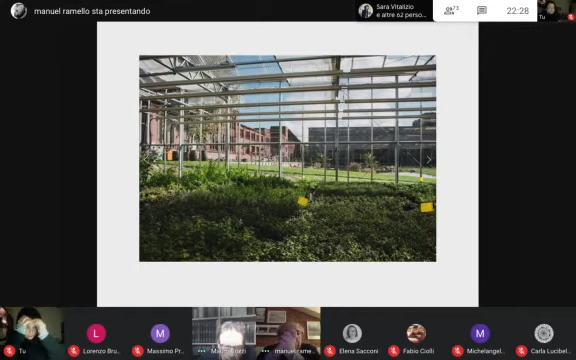 manuel ramello sta presentando
Sara Vitalizio
e altre 62 perso...
73
22:28
Tu
Tu
L
Lorenzo Bru...
M
Massimo Pr...
manuel rame...
Elena Sacconi
Fabio Ciolli
M
Michelangel...
Carla Lucibel...